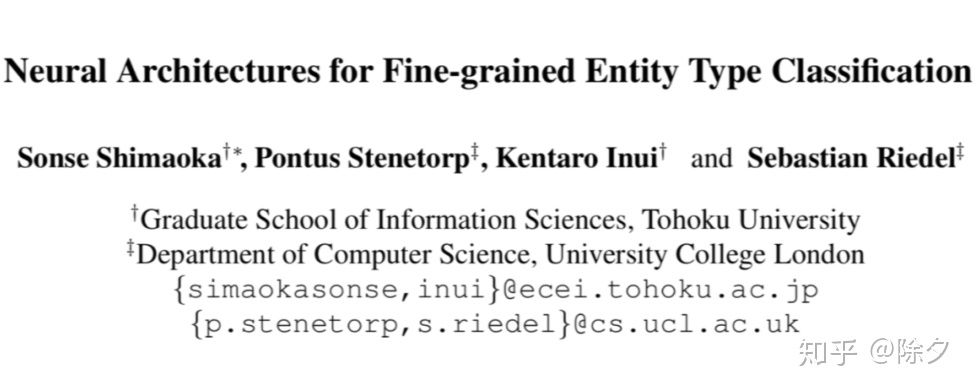 Neural Architectures for Fine-grained Entity Type Classification
Sonse Shimaoka†*, Pontus Stenetorp‡, Kentaro Inui† and Sebastian Riedel‡
†Graduate School of Information Sciences, Tohoku University
‡Department of Computer Science, University College London
{simaokasonse,inui}@ecei.tohoku.ac.jp
{p.stenetorp,s.riedel}@cs.ucl.ac.uk
知乎 @除夕